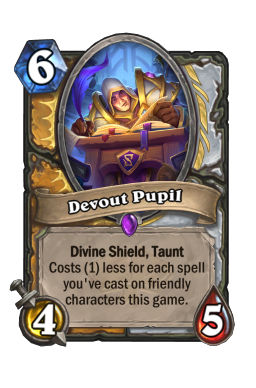 6
Devout Pupil
Divine Shield, Taunt
Costs (1) less for each spell
you've cast on friendly
characters this game.
4 5